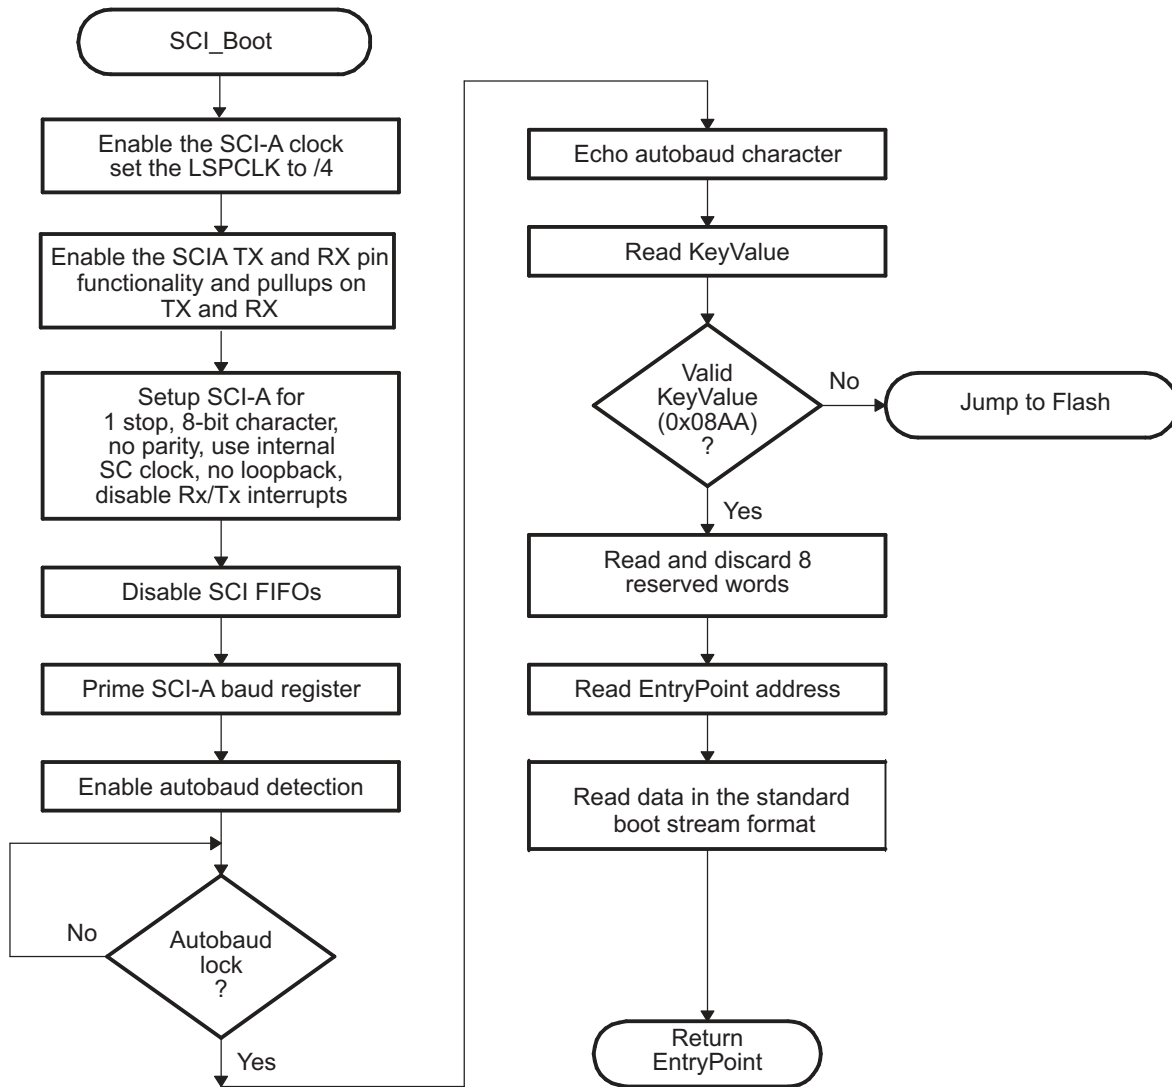 SCI_Boot
Enable the SCI-A clock
set the LSPCLK to /4
Enable the SCIA TX and RX pin
functionality and pullups on
TX and RX
Setup SCI-A for
1 stop, 8-bit character,
no parity, use internal
SC clock, no loopback,
disable Rx/Tx interrupts
Disable SCI FIFOs
Prime SCI-A baud register
Enable autobaud detection
No
Autobaud
lock
?
Yes
Echo autobaud character
Read KeyValue
Valid
KeyValue
(0x08AA)
?
No
Jump to Flash
Yes
Read and discard 8
reserved words
Read EntryPoint address
Read data in the standard
boot stream format
Return
EntryPoint